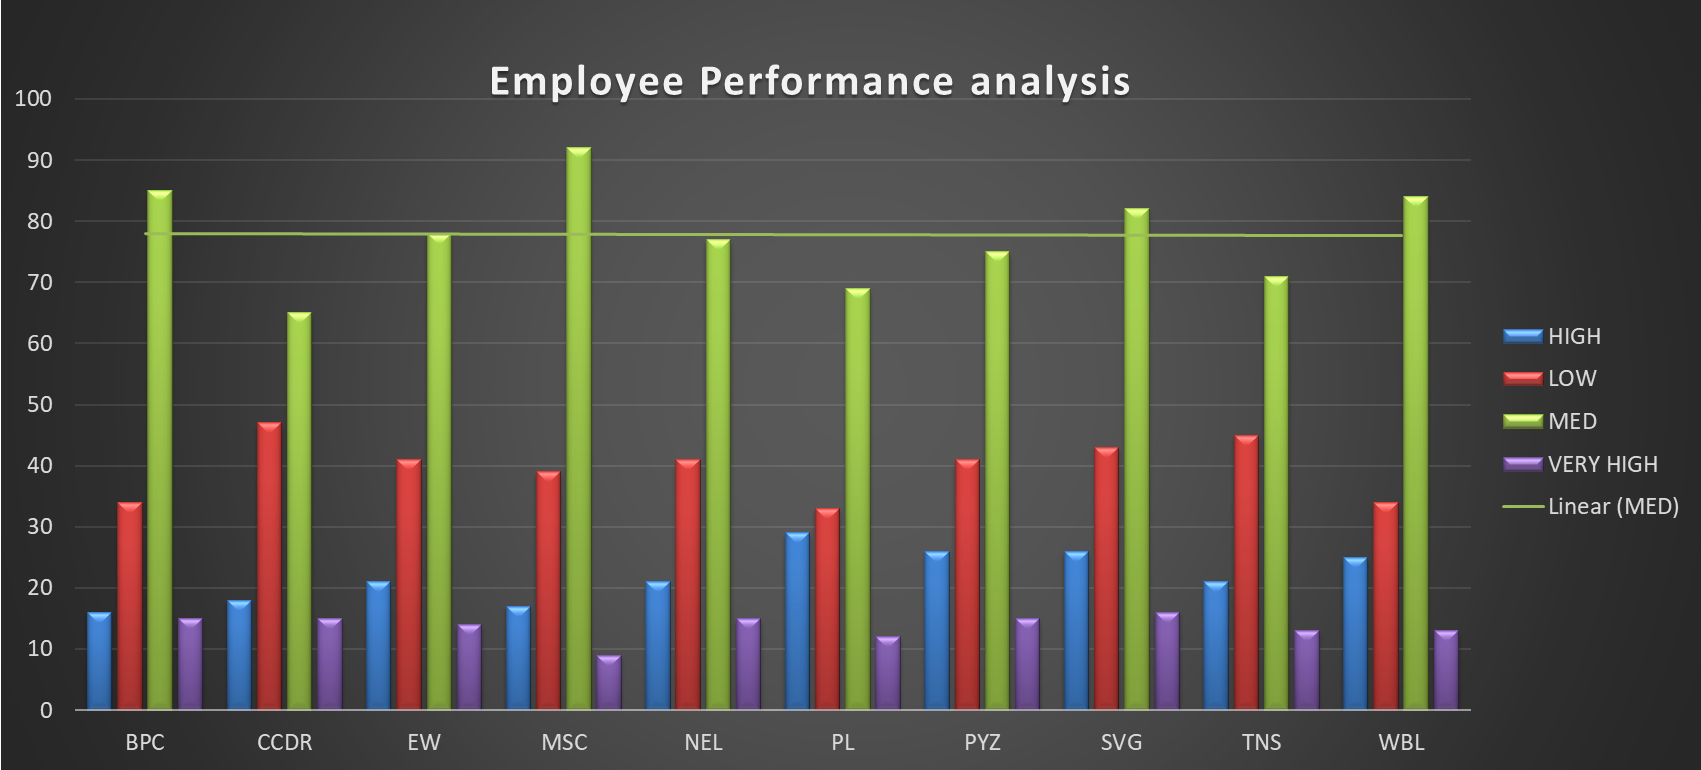 Employee Performance analysis
100
90
80
70
60
50
40
30
20
10
0
BPC CCDR EW MSC NEL PL PYZ SVG TNS WBL
HIGH
LOW
MED
VERY HIGH
Linear (MED)